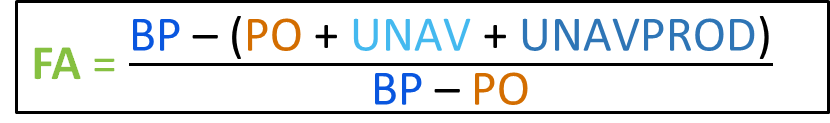 FA = BP – (PO + UNAV + UNAVPROD)
BP – PO